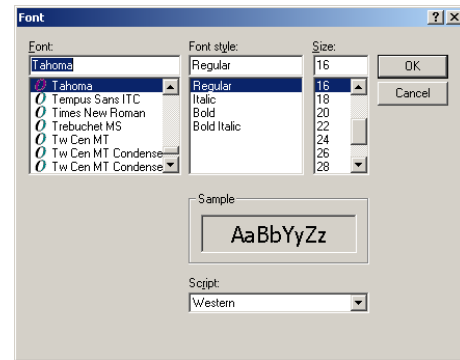 Font
Font:
Tahoma
Tahoma
Tempus Sans ITC
Times New Roman
Trebuchet MS
Tw Cen MT
Tw Cen MT Condense
Tw Cen MT Condense
Font style:
Regular
Regular
Italic
Bold
Bold Italic
Size:
16
16
18
20
22
24
26
28
OK
Cancel
Sample
AaBbYyZz
Script:
Western